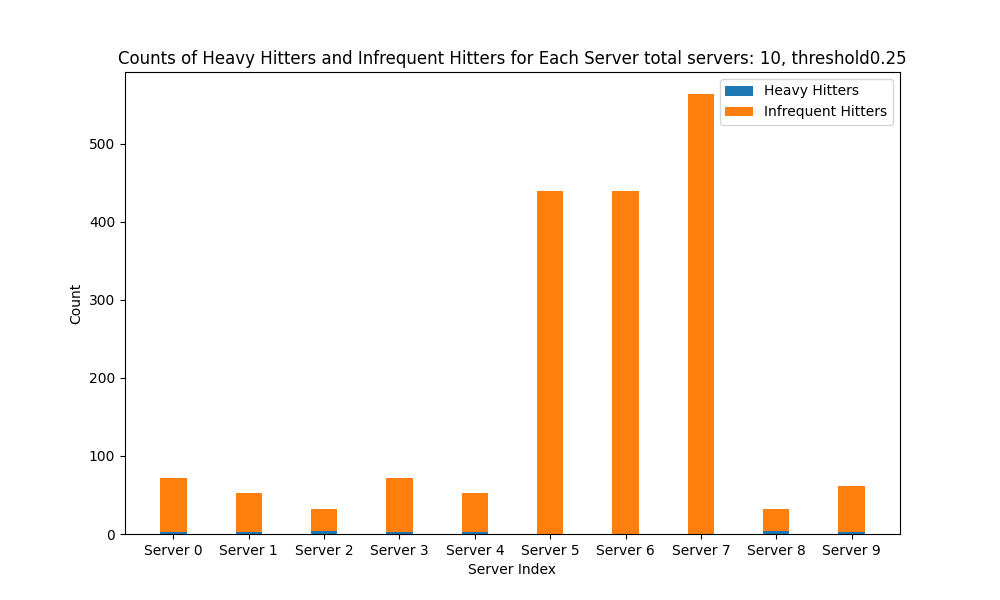 Counts of Heavy Hitters and Infrequent Hitters for Each Server total servers: 10, threshold0.25
Heavy Hitters
Infrequent Hitters
500
400
300
200
100
0
Count
Server 0
Server 1
Server 2
Server 3
Server 4
Server 5
Server 6
Server 7
Server 8
Server 9
Server Index